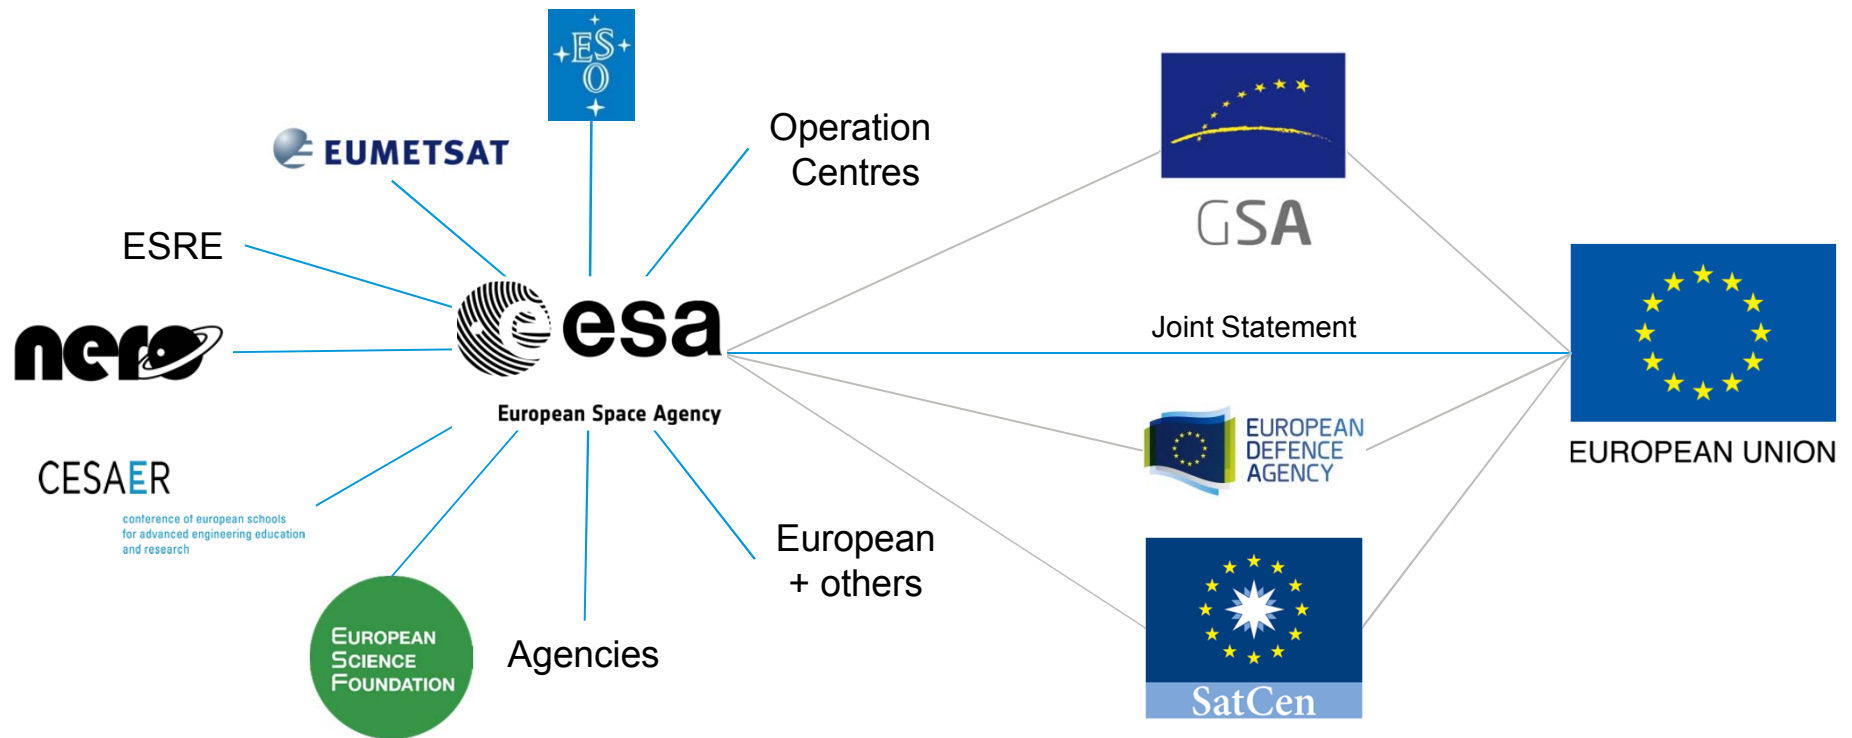 ES
O
EUMETSAT
Operation
Centres
ESRE
esa
European Space Agency
nero
CESAER
conference of european schools
for advanced engineering education
and research
EUROPEAN
SCIENCE
FOUNDATION
Agencies
European
+ others
GSA
Joint Statement
EUROPEAN
DEFENCE
AGENCY
SatCen
EUROPEAN UNION